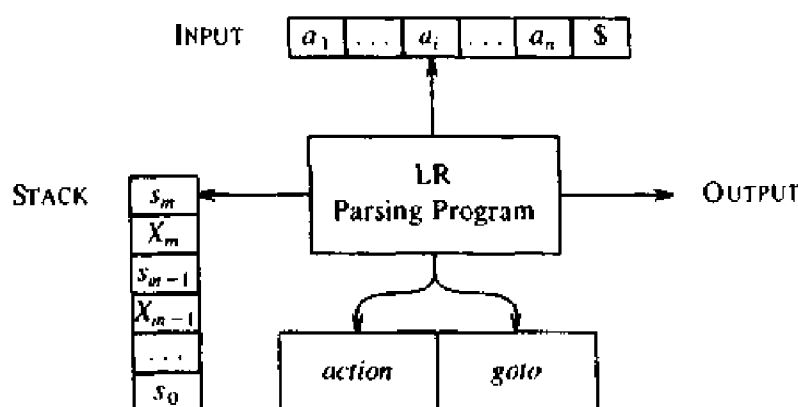 INPUT a₁ ... aᵢ ... aₙ $
LR
Parsing Program
STACK
OUTPUT
sₘ
Xₘ
sₘ₋₁
Xₘ₋₁
...
s₀
action goto